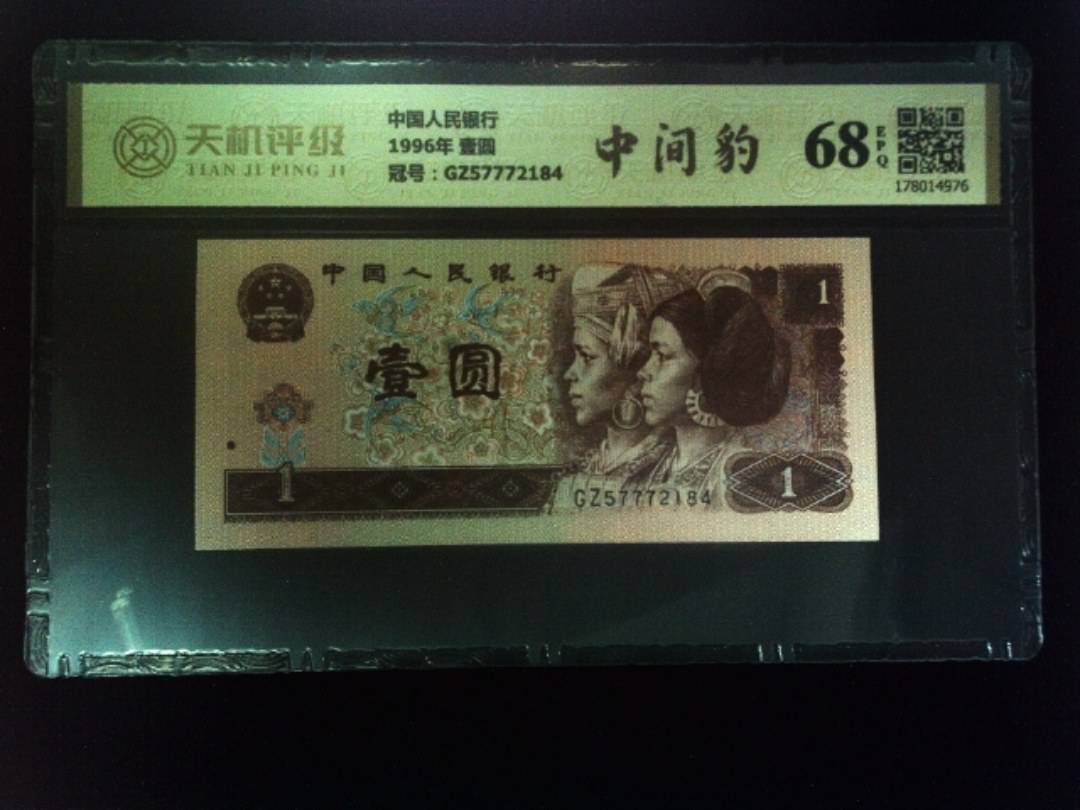 天机评级
TIAN JI PING JI
中国人民银行
1996年 壹圆
冠号：GZ57772184
中间豹
68
EPQ
178014976
中国人民银行
1
壹圆
1
GZ57772184
1